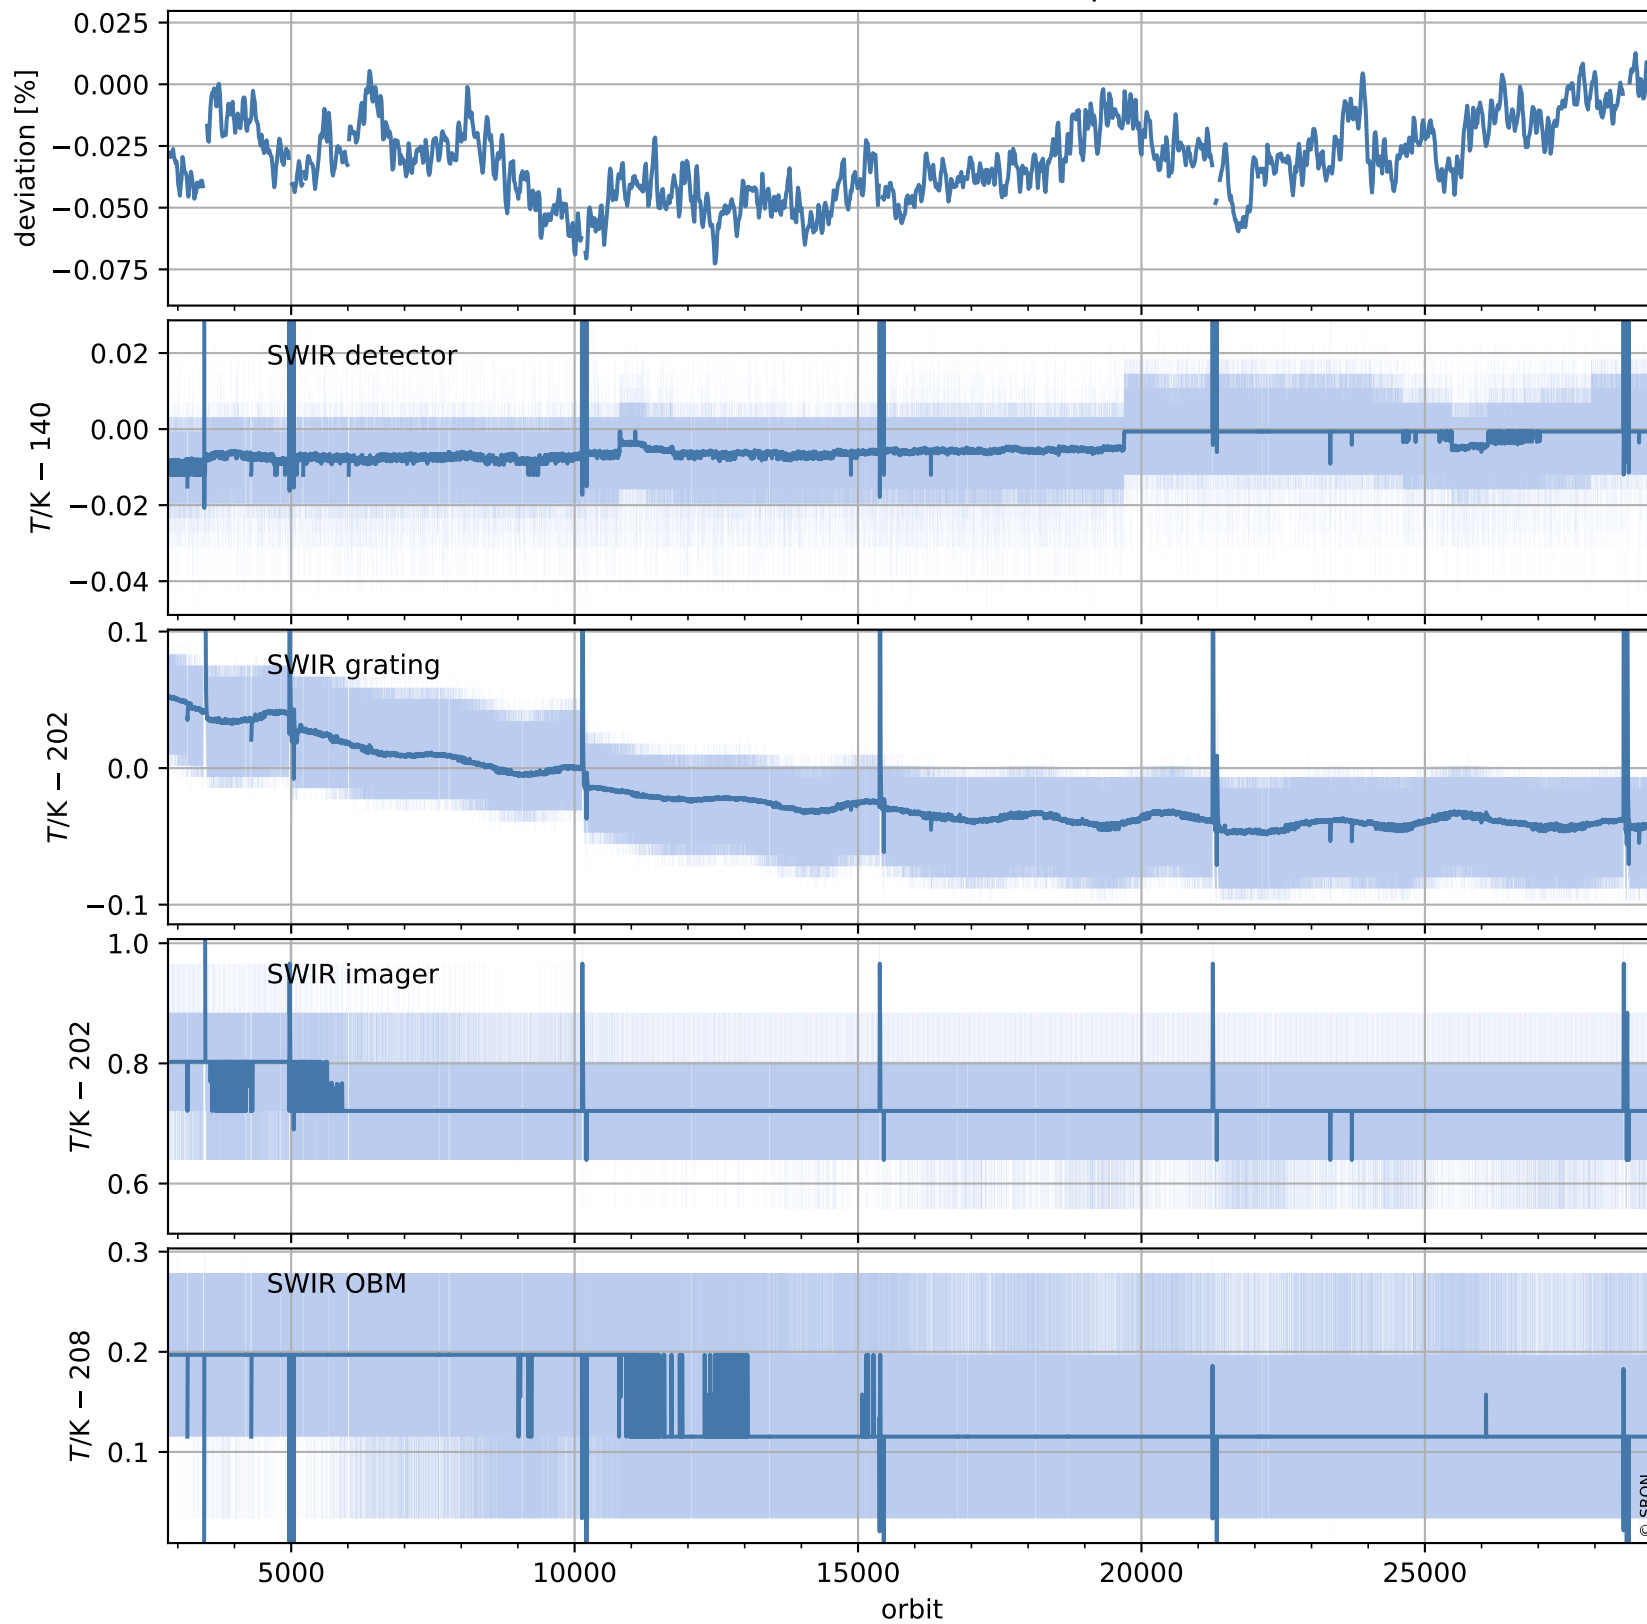 0.025
0.000
−0.025
−0.050
−0.075
deviation [%]
SWIR detector
0.02
0.00
−0.02
−0.04
T/K − 140
SWIR grating
0.1
0.0
−0.1
T/K − 202
SWIR imager
1.0
0.8
0.6
T/K − 202
SWIR OBM
0.3
0.2
0.1
T/K − 208
© SRON
5000 10000 15000 20000 25000
orbit